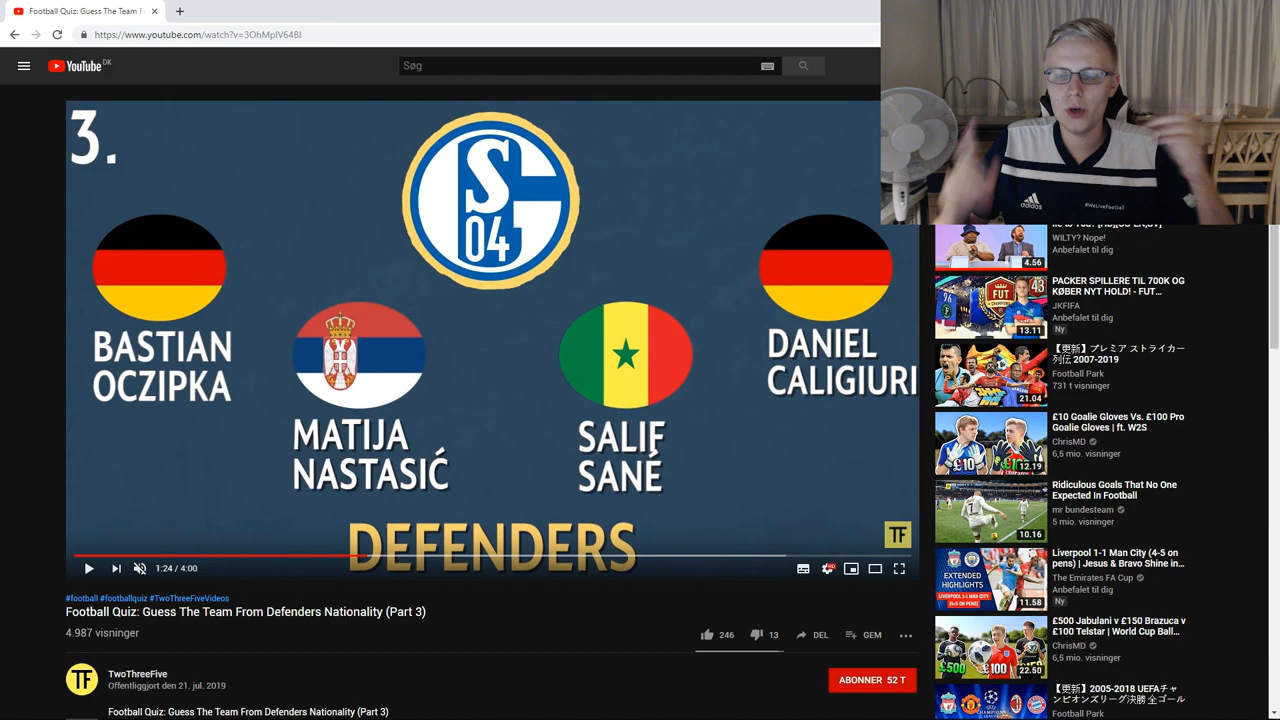 Football Quiz: Guess The Team F
https://www.youtube.com/watch?v=3OhMpIV64BI
YouTube DK
Søg
3.
S04
BASTIAN
OCZIPKA
MATIJA
NASTASIĆ
SALIF
SANÉ
DANIEL
CALIGIURI
DEFENDERS
TF
1:24 / 4:00
#football #footballquiz #TwoThreeFiveVideos
Football Quiz: Guess The Team From Defenders Nationality (Part 3)
4.987 visninger
246
13
DEL
GEM
TF
TwoThreeFive
Offentliggjort den 21. jul. 2019
ABONNER 52 T
Football Quiz: Guess The Team From Defenders Nationality (Part 3)
adidas
#WeLiveFootball
WILTY? Nope!
Anbefalet til dig
4.56
PACKER SPILLERE TIL 700K OG
KØBER NYT HOLD! - FUT...
JKFIFA
Anbefalet til dig
Ny
FUT
13.11
【更新】プレミア ストライカー
列伝 2007-2019
Football Park
731 t visninger
21.04
£10 Goalie Gloves Vs. £100 Pro
Goalie Gloves | ft. W2S
ChrisMD
6,5 mio. visninger
£10
£100
12.19
Ridiculous Goals That No One
Expected In Football
mr bundesteam
5 mio. visninger
10.16
Liverpool 1-1 Man City (4-5 on
pens) | Jesus & Bravo Shine in...
The Emirates FA Cup
Anbefalet til dig
Ny
EXTENDED
HIGHLIGHTS
11.58
£500 Jabulani v £150 Brazuca v
£100 Telstar | World Cup Ball...
ChrisMD
6,5 mio. visninger
£500
£100
22.50
【更新】2005-2018 UEFAチャ
ンピオンズリーグ決勝 全ゴール
Football Park